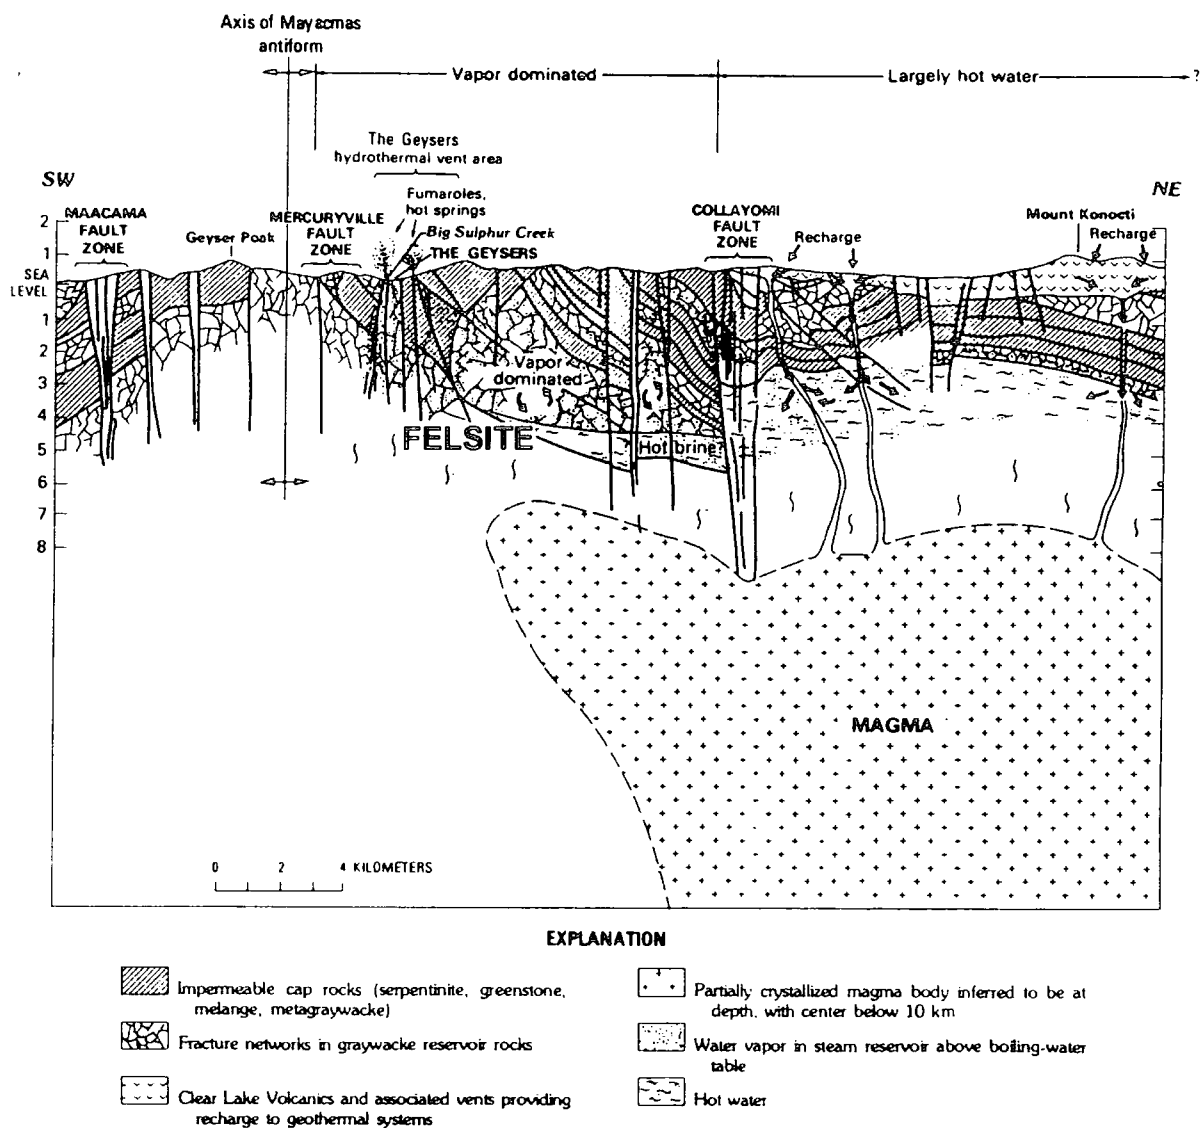 Axis of Mayacmas
antiform
Vapor dominated
Largely hot water
?
The Geysers
hydrothermal vent area
SW
NE
Fumaroles,
hot springs
MAACAMA
FAULT
ZONE
Geyser Peak
MERCURYVILLE
FAULT
ZONE
Big Sulphur Creek
THE GEYSERS
COLLAYOMI
FAULT
ZONE
Recharge
Mount Konocti
Recharge
2
1
SEA
LEVEL
1
2
3
4
5
6
7
8
Vapor
dominated
FELSITE
Hot brine?
MAGMA
0 2 4 KILOMETERS
EXPLANATION
Impermeable cap rocks (serpentinite, greenstone,
melange, metagraywacke)
Fracture networks in graywacke reservoir rocks
Clear Lake Volcanics and associated vents providing
recharge to geothermal systems
Partially crystallized magma body inferred to be at
depth, with center below 10 km
Water vapor in steam reservoir above boiling-water
table
Hot water